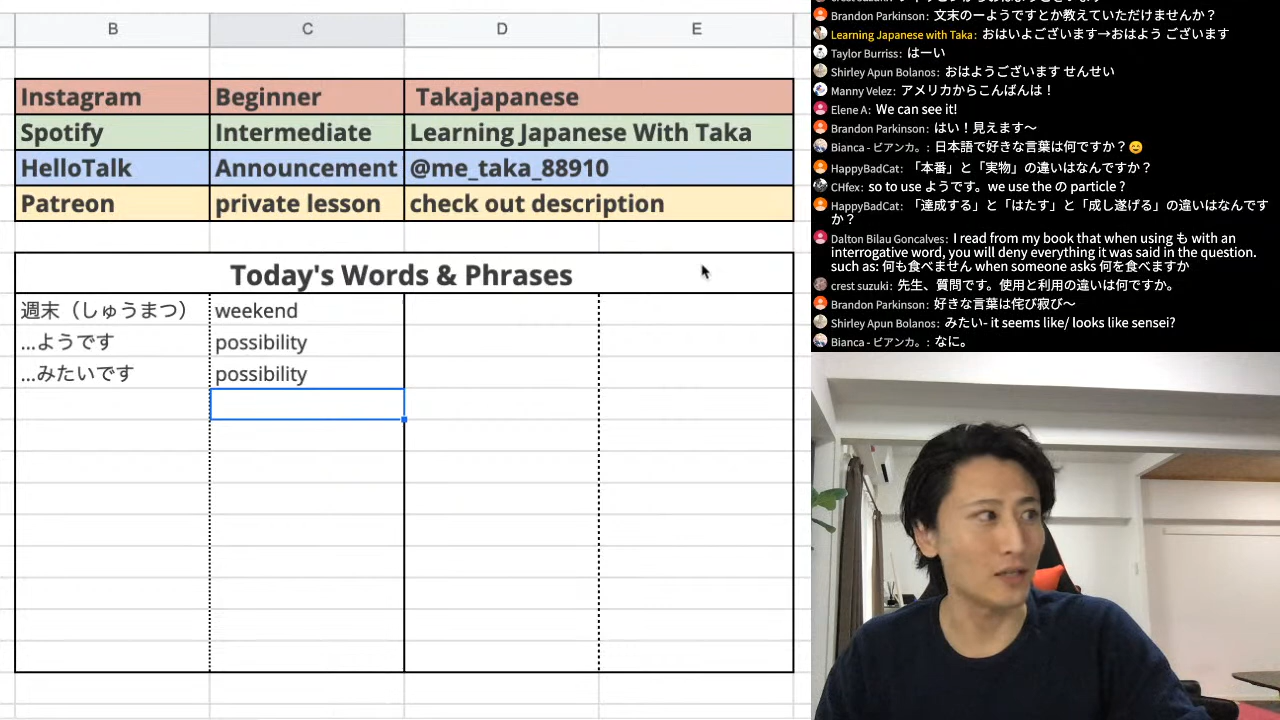 B C D E
Instagram Beginner Takajapanese
Spotify Intermediate Learning Japanese With Taka
HelloTalk Announcement @me_taka_88910
Patreon private lesson check out description
Today's Words & Phrases
週末（しゅうまつ） weekend
...ようです possibility
...みたいです possibility
Brandon Parkinson: 文末のーようですとか教えていただけませんか？
Learning Japanese with Taka: おはいよございます→おはよう ございます
Taylor Burriss: はーい
Shirley Apun Bolanos: おはようございます せんせい
Manny Velez: アメリカからこんばんは！
Elene A: We can see it!
Brandon Parkinson: はい！見えます〜
Bianca - ビアンカ。: 日本語で好きな言葉は何ですか？😊
HappyBadCat: 「本番」と「実物」の違いはなんですか？
CHfex: so to use ようです。we use the の particle ?
HappyBadCat: 「達成する」と「はたす」と「成し遂げる」の違いはなんです
か？
Dalton Bilau Goncalves: I read from my book that when using も with an
interrogative word, you will deny everything it was said in the question.
such as: 何も食べません when someone asks 何を食べますか
crest suzuki: 先生、質問です。使用と利用の違いは何ですか。
Brandon Parkinson: 好きな言葉は侘び寂び〜
Shirley Apun Bolanos: みたい- it seems like/ looks like sensei?
Bianca - ビアンカ。: なに。